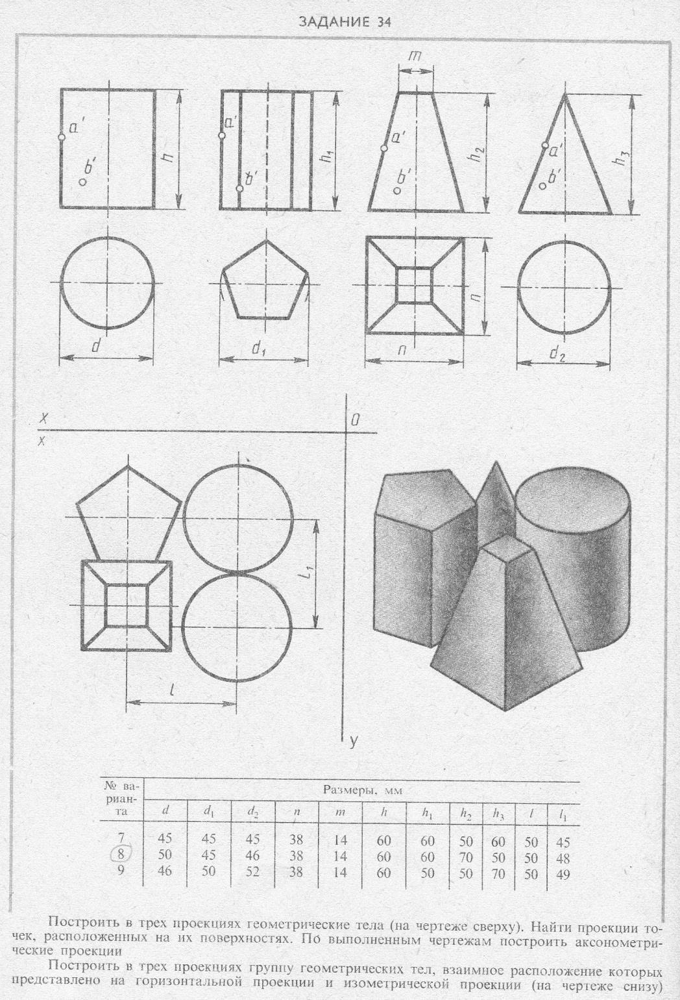 ЗАДАНИЕ 34
m
a'
b'
h
a'
b'
h₁
a'
b'
h₂
a'
b'
h₃
d
d₁
n
n
d₂
x
0
x
L₁
l
y
№ ва-
риан-
та
Размеры, мм
d d₁ d₂ n m h h₁ h₂ h₃ l l₁
7 45 45 45 38 14 60 60 50 60 50 45
8 50 45 46 38 14 60 60 70 50 50 48
9 46 50 52 38 14 60 50 50 70 50 49
Построить в трех проекциях геометрические тела (на чертеже сверху). Найти проекции то-
чек, расположенных на их поверхностях. По выполненным чертежам построить аксонометри-
ческие проекции
Построить в трех проекциях группу геометрических тел, взаимное расположение которых
представлено на горизонтальной проекции и изометрической проекции (на чертеже снизу)